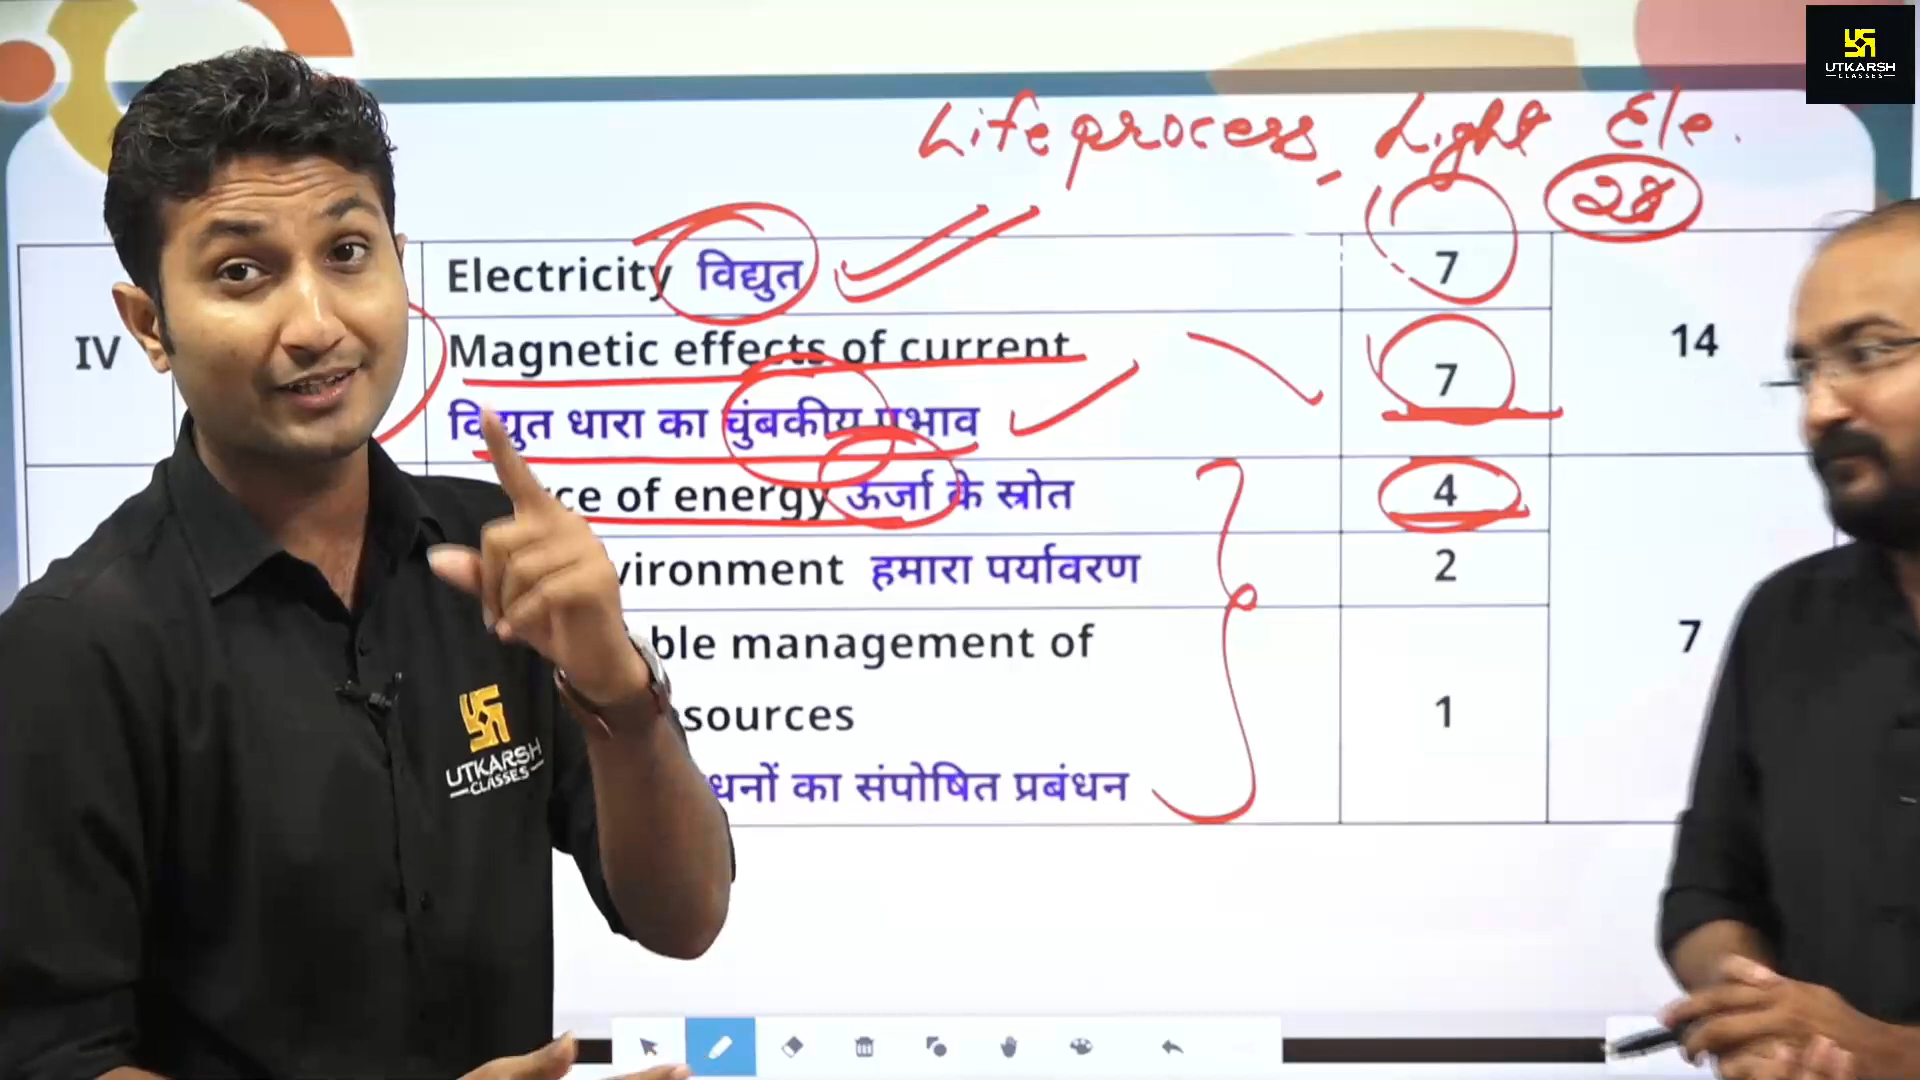 UTKARSH
CLASSES
Life process, Light Ele.
28
Electricity विद्युत
7
IV
Magnetic effects of current
विद्युत धारा का चुंबकीय प्रभाव
7
14
ce of energy ऊर्जा के स्रोत
4
vironment हमारा पर्यावरण
2
ble management of
sources
धनों का संपोषित प्रबंधन
1
7
UTKARSH
CLASSES